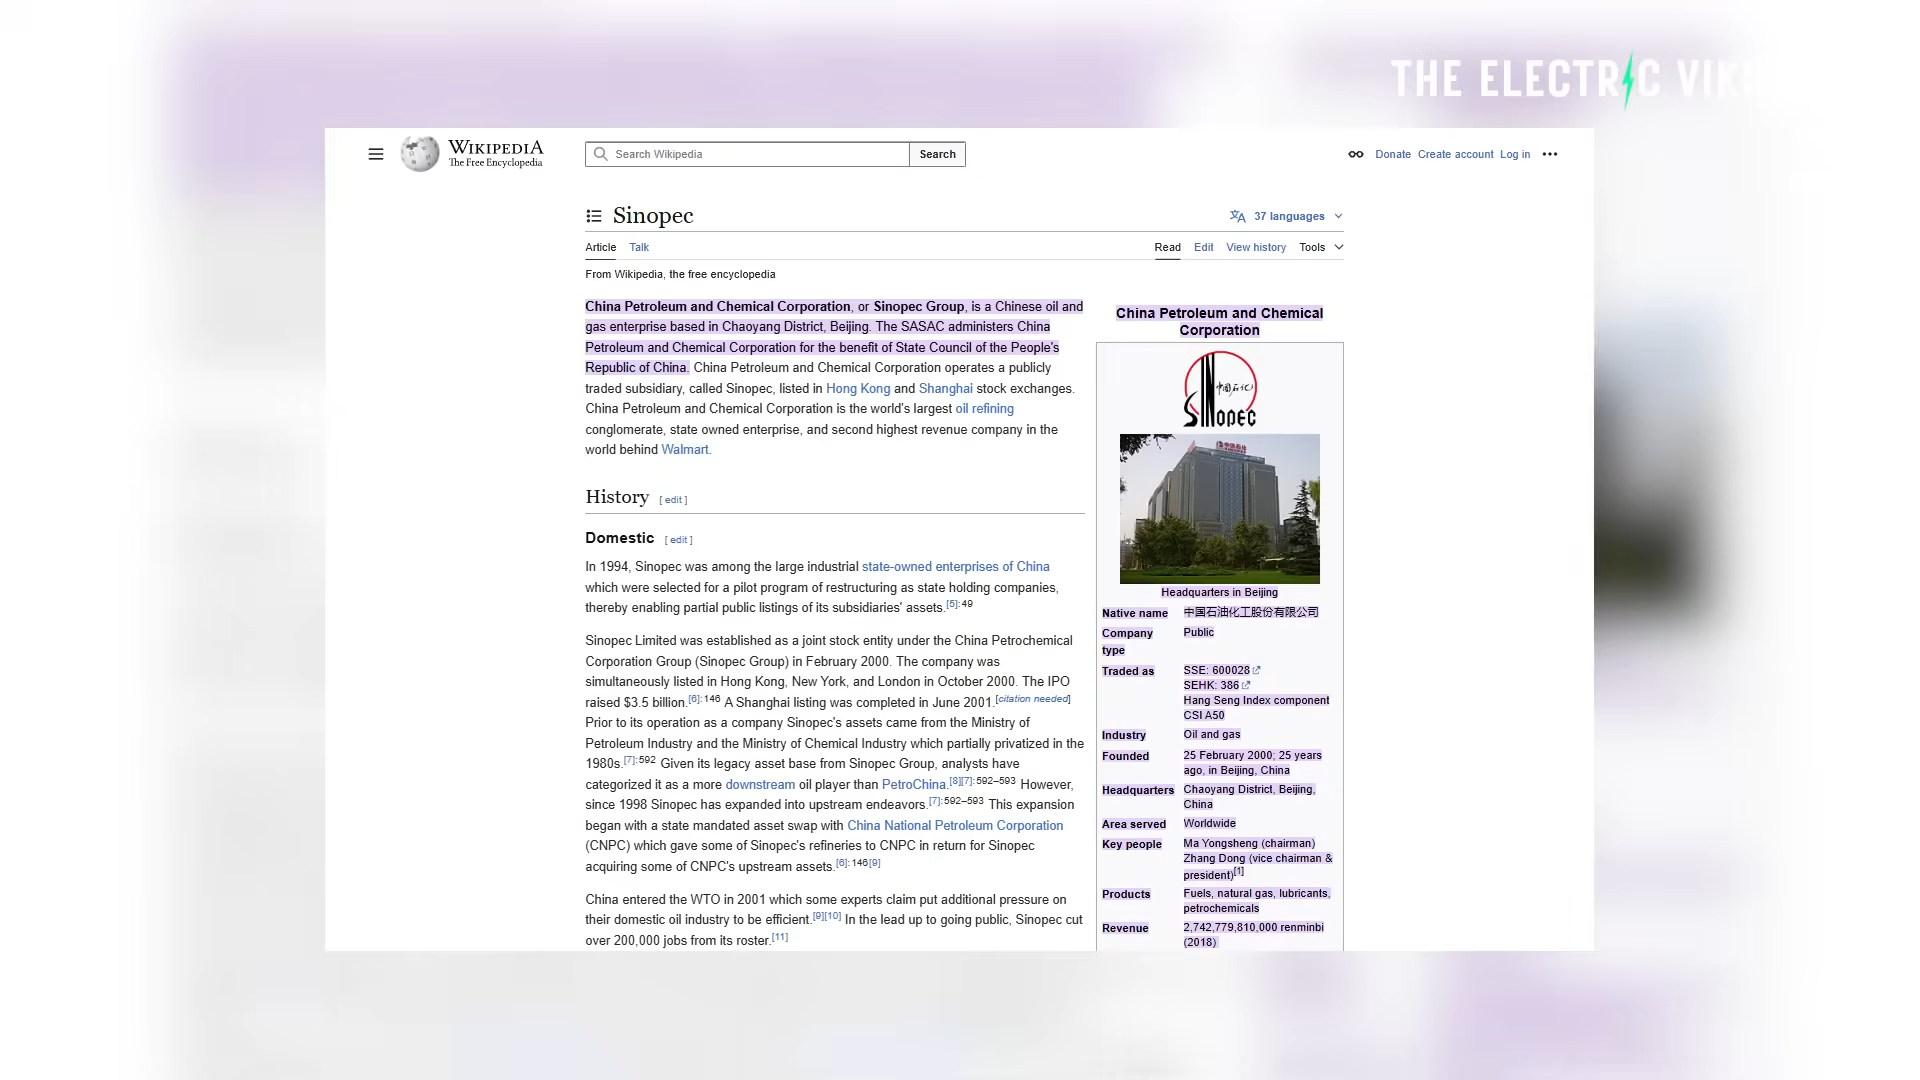 THE ELECTRIC VIK
WIKIPEDIA
The Free Encyclopedia
Search Wikipedia
Search
Donate Create account Log in
Sinopec
37 languages
Article Talk
Read Edit View history Tools
From Wikipedia, the free encyclopedia
China Petroleum and Chemical Corporation, or Sinopec Group, is a Chinese oil and
gas enterprise based in Chaoyang District, Beijing. The SASAC administers China
Petroleum and Chemical Corporation for the benefit of State Council of the People's
Republic of China. China Petroleum and Chemical Corporation operates a publicly
traded subsidiary, called Sinopec, listed in Hong Kong and Shanghai stock exchanges.
China Petroleum and Chemical Corporation is the world's largest oil refining
conglomerate, state owned enterprise, and second highest revenue company in the
world behind Walmart.
History [ edit ]
Domestic [ edit ]
In 1994, Sinopec was among the large industrial state-owned enterprises of China
which were selected for a pilot program of restructuring as state holding companies,
thereby enabling partial public listings of its subsidiaries' assets.[5]:49
Sinopec Limited was established as a joint stock entity under the China Petrochemical
Corporation Group (Sinopec Group) in February 2000. The company was
simultaneously listed in Hong Kong, New York, and London in October 2000. The IPO
raised $3.5 billion.[6]:146 A Shanghai listing was completed in June 2001.[citation needed]
Prior to its operation as a company Sinopec's assets came from the Ministry of
Petroleum Industry and the Ministry of Chemical Industry which partially privatized in the
1980s.[7]:592 Given its legacy asset base from Sinopec Group, analysts have
categorized it as a more downstream oil player than PetroChina.[8][7]:592–593 However,
since 1998 Sinopec has expanded into upstream endeavors.[7]:592–593 This expansion
began with a state mandated asset swap with China National Petroleum Corporation
(CNPC) which gave some of Sinopec's refineries to CNPC in return for Sinopec
acquiring some of CNPC's upstream assets.[6]:146[9]
China entered the WTO in 2001 which some experts claim put additional pressure on
their domestic oil industry to be efficient.[9][10] In the lead up to going public, Sinopec cut
over 200,000 jobs from its roster.[11]
China Petroleum and Chemical
Corporation
中国石化
SINOPEC
中国石化
Headquarters in Beijing
Native name 中国石油化工股份有限公司
Company Public
type
Traded as SSE: 600028
SEHK: 386
Hang Seng Index component
CSI A50
Industry Oil and gas
Founded 25 February 2000; 25 years
ago, in Beijing, China
Headquarters Chaoyang District, Beijing,
China
Area served Worldwide
Key people Ma Yongsheng (chairman)
Zhang Dong (vice chairman &
president)[1]
Products Fuels, natural gas, lubricants,
petrochemicals
Revenue 2,742,779,810,000 renminbi
(2018)